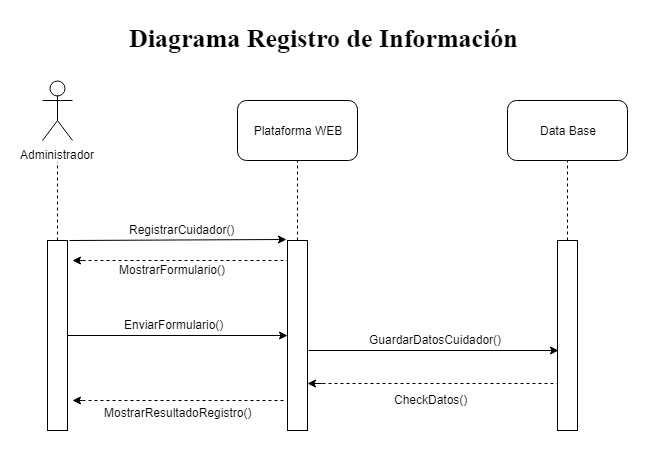 Diagrama Registro de Información
Administrador
Plataforma WEB
Data Base
RegistrarCuidador()
MostrarFormulario()
EnviarFormulario()
GuardarDatosCuidador()
CheckDatos()
MostrarResultadoRegistro()